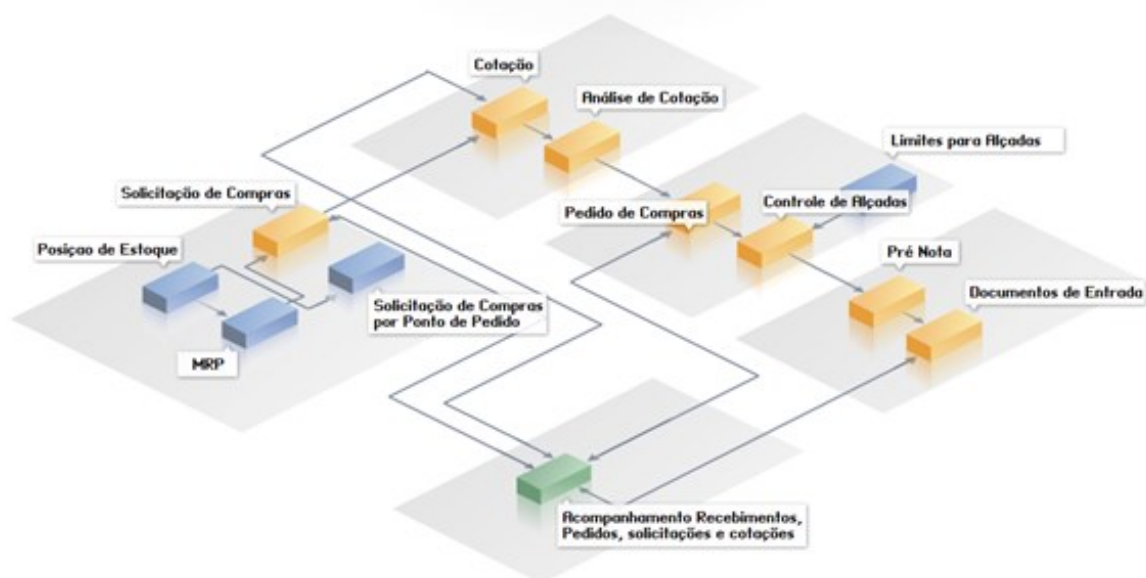 Cotação
Análise de Cotação
Limites para Alçadas
Solicitação de Compras
Pedido de Compras
Controle de Alçadas
Posiçao de Estoque
Pré Nota
Solicitação de Compras
por Ponto de Pedido
Documentos de Entrada
MRP
Acompanhamento Recebimentos,
Pedidos, solicitações e cotações